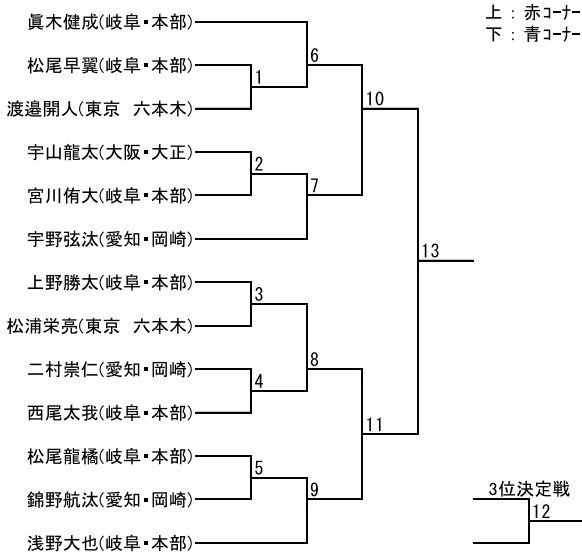 上 : 赤コーナー
下 : 青コーナー
眞木健成(岐阜・本部)
6
松尾早翼(岐阜・本部)
1
10
渡邉開人(東京 六本木)
宇山龍太(大阪・大正)
2
7
宮川侑大(岐阜・本部)
宇野弦汰(愛知・岡崎)
13
上野勝太(岐阜・本部)
3
松浦栄亮(東京 六本木)
8
二村崇仁(愛知・岡崎)
4
西尾太我(岐阜・本部)
11
松尾龍橘(岐阜・本部)
5
9
錦野航汰(愛知・岡崎)
3位決定戦
12
浅野大也(岐阜・本部)